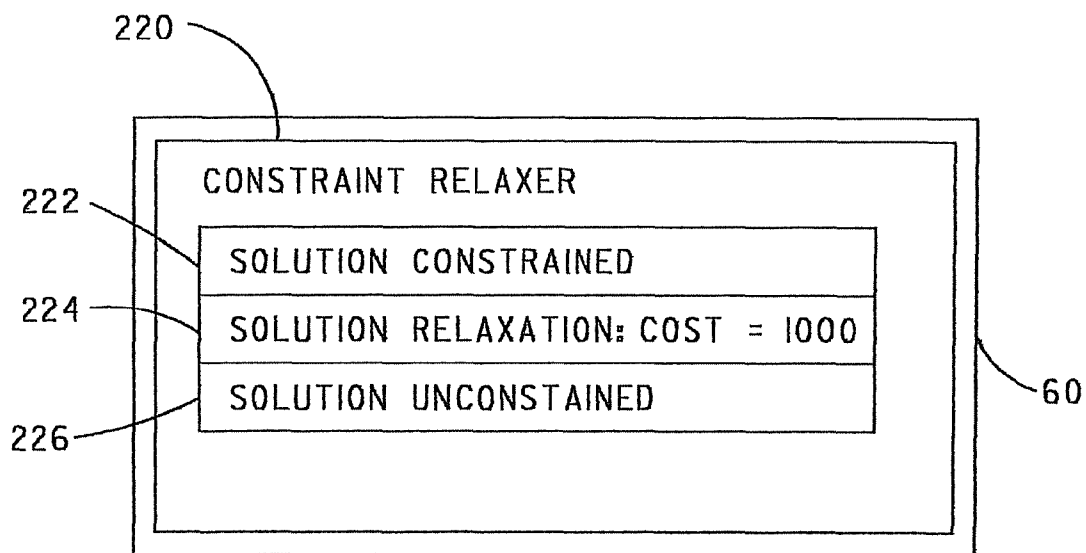 220
CONSTRAINT RELAXER
222
SOLUTION CONSTRAINED
224
SOLUTION RELAXATION: COST = 1000
SOLUTION UNCONSTAINED
60
226